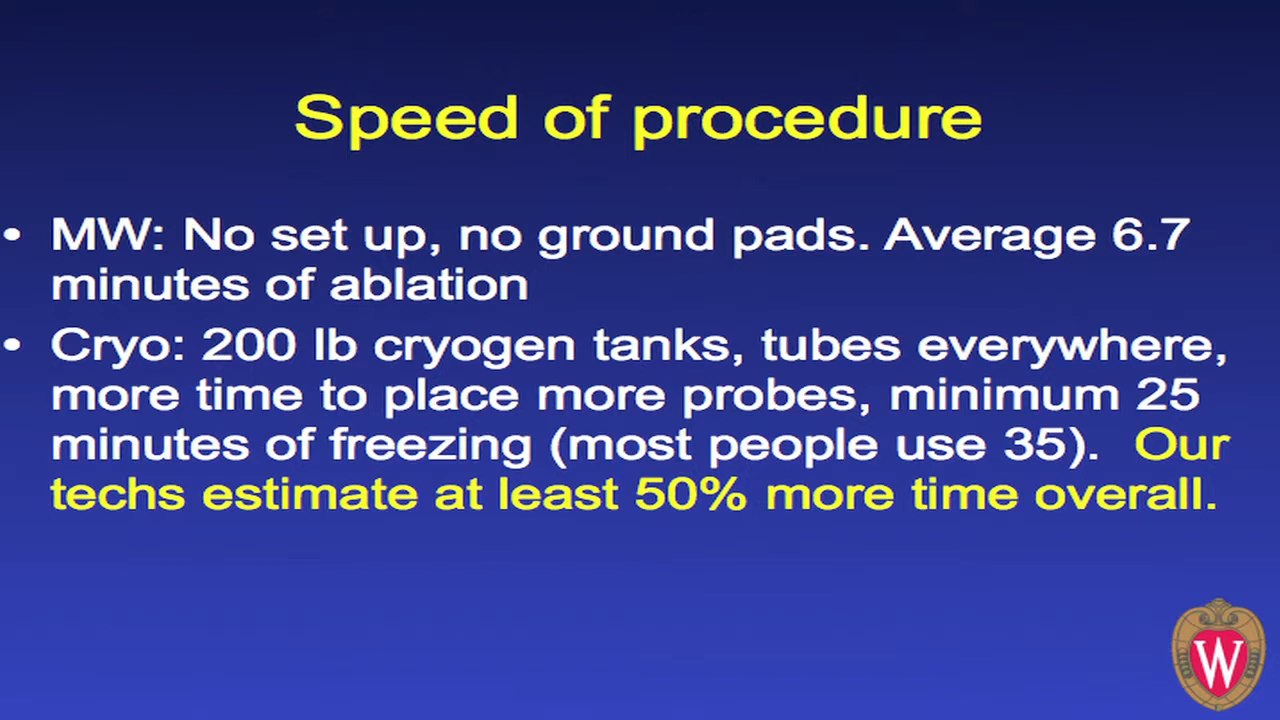 Speed of procedure
• MW: No set up, no ground pads. Average 6.7
minutes of ablation
• Cryo: 200 lb cryogen tanks, tubes everywhere,
more time to place more probes, minimum 25
minutes of freezing (most people use 35). Our
techs estimate at least 50% more time overall.
W